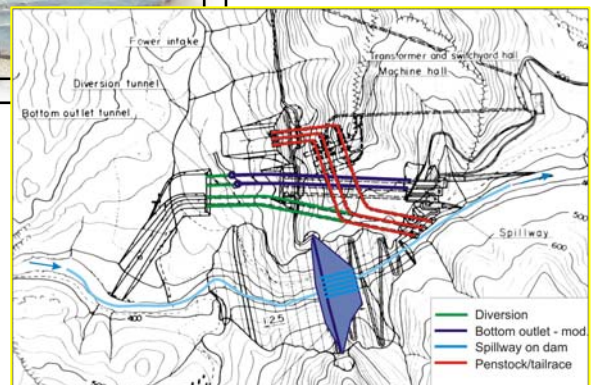 Power intake
Transformer and switchyard hall
Machine hall
Diversion tunnel
Bottom outlet tunnel
Spillway
500
600
400
1:2.5
Diversion
Bottom outlet - mod.
Spillway on dam
Penstock/tailrace